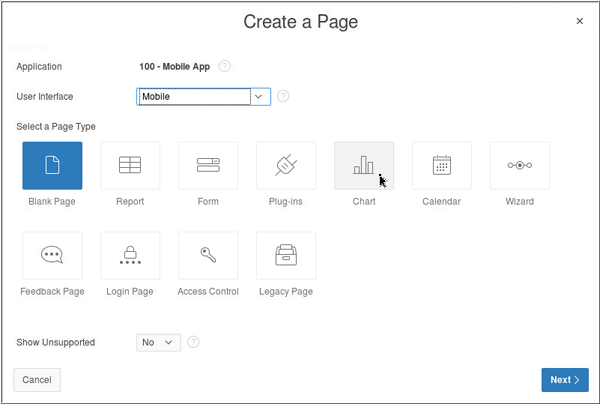 Create a Page
Application 100 - Mobile App ?
User Interface Mobile ?
Select a Page Type
Blank Page Report Form Plug-ins Chart Calendar Wizard
Feedback Page Login Page Access Control Legacy Page
Show Unsupported No ?
Cancel Next